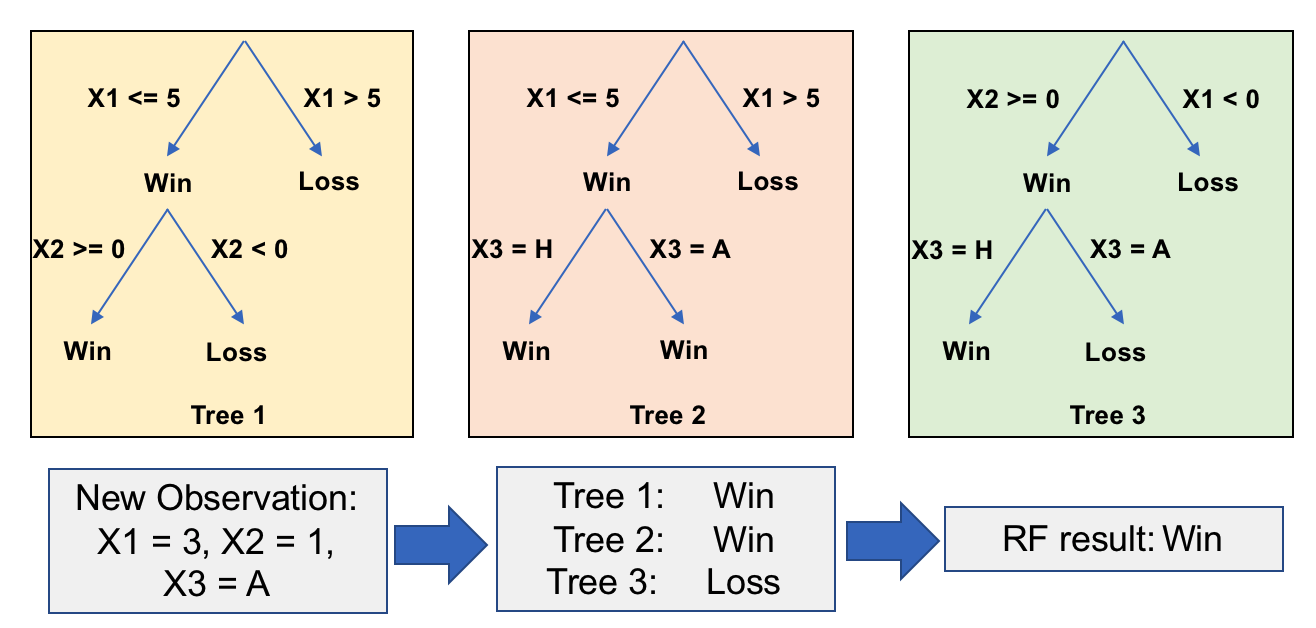 X1 <= 5
X1 > 5
Win
Loss
X2 >= 0
X2 < 0
Win
Loss
Tree 1
X1 <= 5
X1 > 5
Win
Loss
X3 = H
X3 = A
Win
Win
Tree 2
X2 >= 0
X1 < 0
Win
Loss
X3 = H
X3 = A
Win
Loss
Tree 3
New Observation:
X1 = 3, X2 = 1,
X3 = A
Tree 1: Win
Tree 2: Win
Tree 3: Loss
RF result: Win